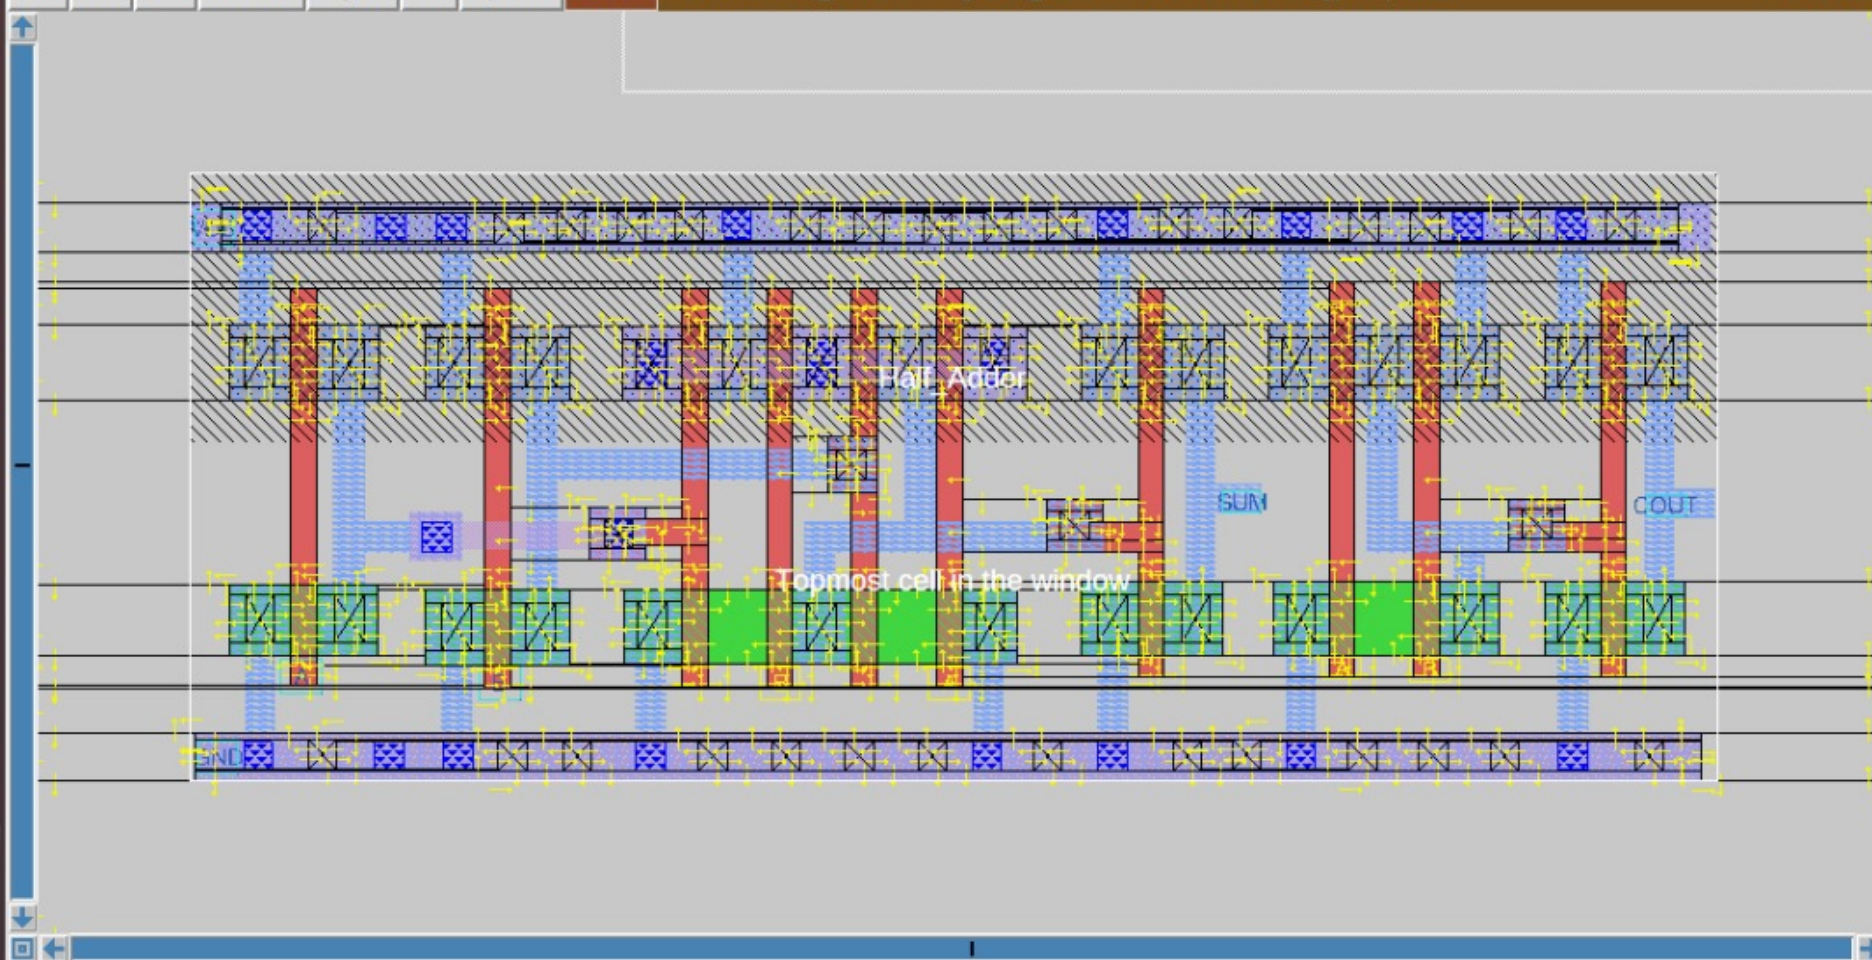 Half_Adder
SUM
COUT
Topmost cell in the window
GND